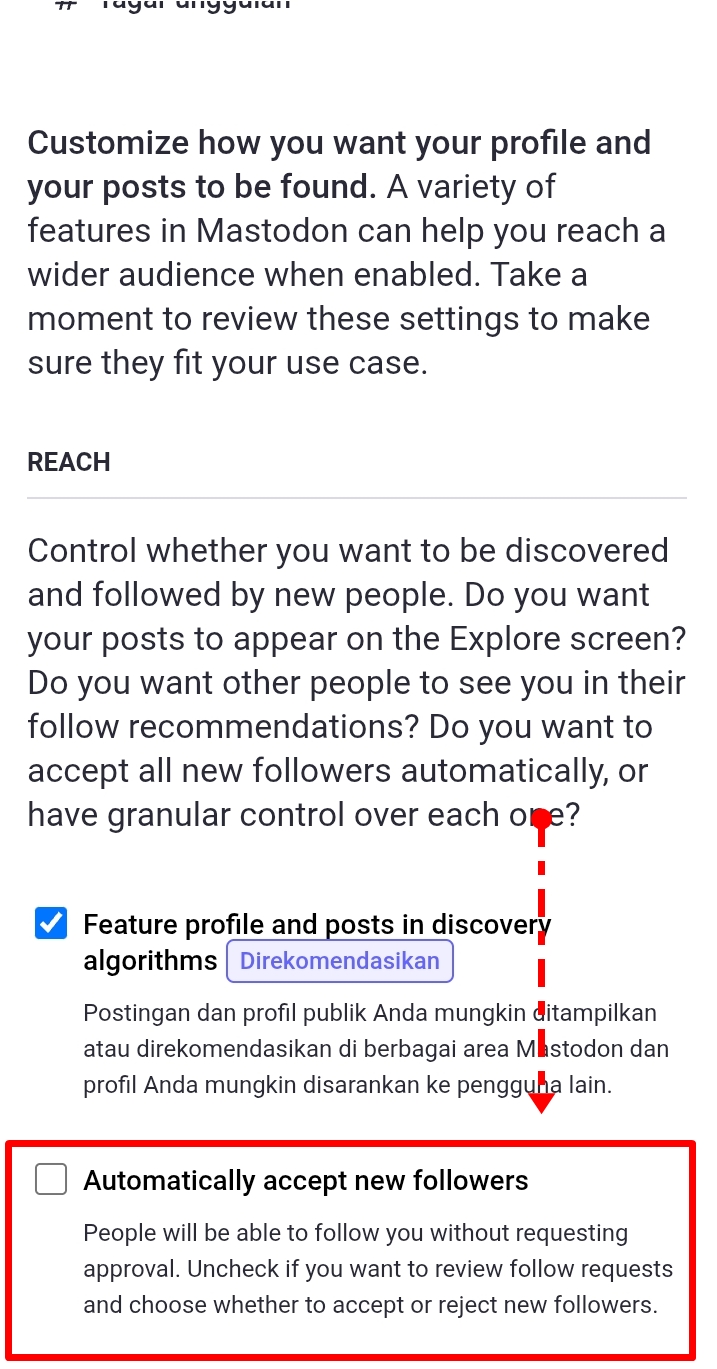 # Tagar unggulan
Customize how you want your profile and
your posts to be found. A variety of
features in Mastodon can help you reach a
wider audience when enabled. Take a
moment to review these settings to make
sure they fit your use case.
REACH
Control whether you want to be discovered
and followed by new people. Do you want
your posts to appear on the Explore screen?
Do you want other people to see you in their
follow recommendations? Do you want to
accept all new followers automatically, or
have granular control over each one?
Feature profile and posts in discovery
algorithms Direkomendasikan
Postingan dan profil publik Anda mungkin ditampilkan
atau direkomendasikan di berbagai area Mastodon dan
profil Anda mungkin disarankan ke pengguna lain.
Automatically accept new followers
People will be able to follow you without requesting
approval. Uncheck if you want to review follow requests
and choose whether to accept or reject new followers.